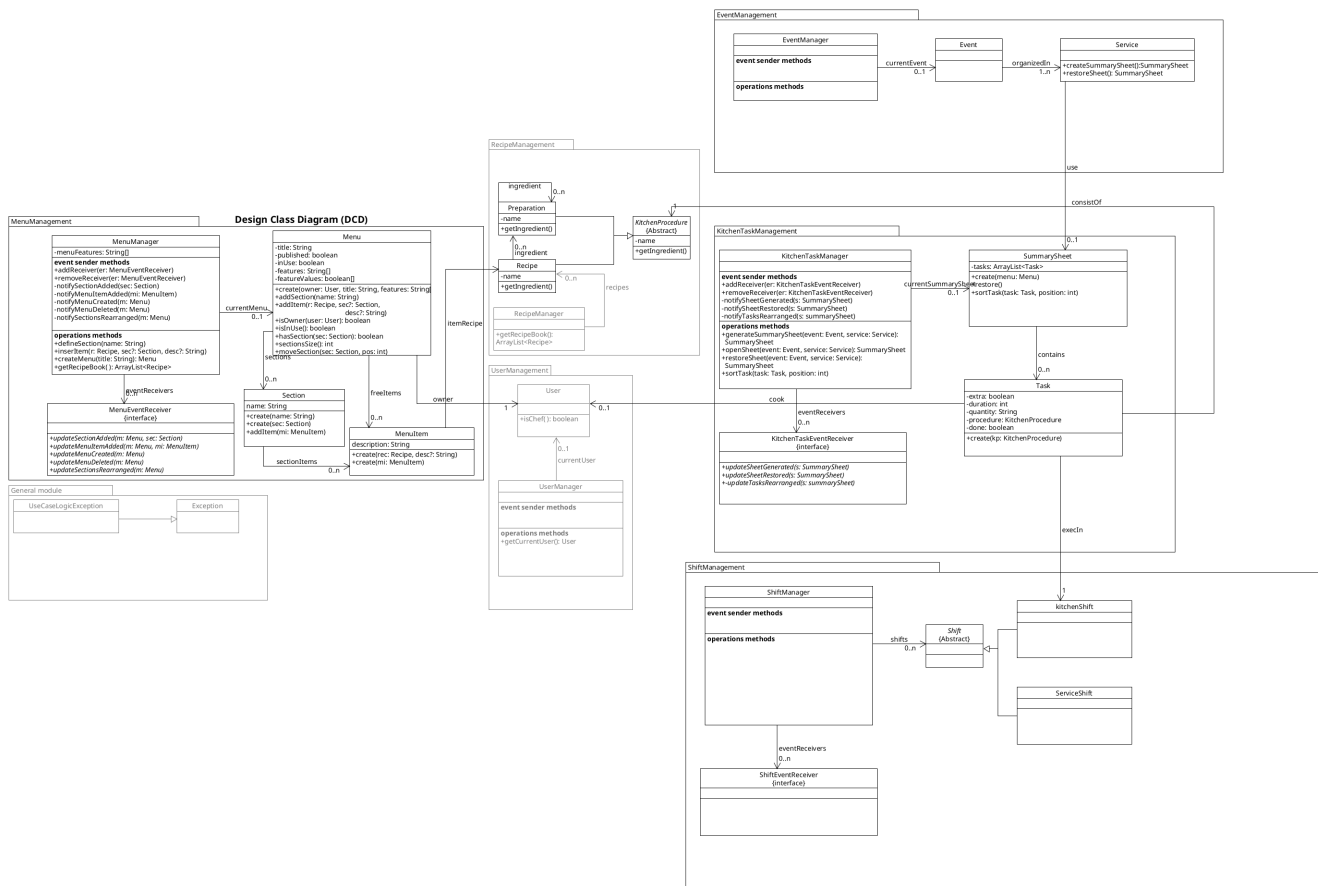 EventManagement
EventManager
event sender methods
operations methods
currentEvent
0..1
Event
organizedIn
1..n
Service
+createSummarySheet():SummarySheet
+restoreSheet(): SummarySheet
use
0..1
RecipeManagement
ingredient
0..n
Preparation
-name
+getIngredient()
0..n
ingredient
Recipe
-name
+getIngredient()
KitchenProcedure
{Abstract}
-name
+getIngredient()
1
consistOf
0..n
recipes
RecipeManager
+getRecipeBook():
ArrayList<Recipe>
Design Class Diagram (DCD)
MenuManagement
MenuManager
-menuFeatures: String[]
event sender methods
+addReceiver(er: MenuEventReceiver)
+removeReceiver(er: MenuEventReceiver)
-notifySectionAdded(sec: Section)
-notifyMenuItemAdded(mi: MenuItem)
-notifyMenuCreated(m: Menu)
-notifyMenuDeleted(m: Menu)
-notifySectionsRearranged(m: Menu)
operations methods
+defineSection(name: String)
+inserItem(r: Recipe, sec?: Section, desc?: String)
+createMenu(title: String): Menu
+getRecipeBook( ): ArrayList<Recipe>
currentMenu
0..1
Menu
-title: String
-published: boolean
-inUse: boolean
-features: String[]
-featureValues: boolean[]
+create(owner: User, title: String, features: String[
+addSection(name: String)
+addItem(r: Recipe, sec?: Section,
desc?: String)
+isOwner(user: User): boolean
+isInUse(): boolean
+hasSection(sec: Section): boolean
+sectionsSize(): int
+moveSection(sec: Section, pos: int)
itemRecipe
eventReceivers
0..n
MenuEventReceiver
{interface}
+updateSectionAdded(m: Menu, sec: Section)
+updateMenuItemAdded(m: Menu, mi: MenuItem)
+updateMenuCreated(m: Menu)
+updateMenuDeleted(m: Menu)
+updateSectionsRearranged(m: Menu)
sections
0..n
Section
name: String
+create(name: String)
+create(sec: Section)
+addItem(mi: MenuItem)
freeItems
0..n
MenuItem
description: String
+create(rec: Recipe, desc?: String)
+create(mi: MenuItem)
sectionItems
0..n
owner
1
UserManagement
User
+isChef( ): boolean
0..1
cook
0..1
currentUser
UserManager
event sender methods
operations methods
+getCurrentUser(): User
General module
UseCaseLogicException
Exception
KitchenTaskManagement
KitchenTaskManager
event sender methods
+addReceiver(er: KitchenTaskEventReceiver)
+removeReceiver(er: KitchenTaskEventReceiver)
-notifySheetGenerated(s: SummarySheet)
-notifySheetRestored(s: SummarySheet)
-notifyTasksRearranged(s: summarySheet)
operations methods
+generateSummarySheet(event: Event, service: Service):
SummarySheet
+openSheet(event: Event, service: Service): SummarySheet
+restoreSheet(event: Event, service: Service):
SummarySheet
+sortTask(task: Task, position: int)
currentSummarySheet
0..1
SummarySheet
-tasks: ArrayList<Task>
+create(menu: Menu)
+restore()
+sortTask(task: Task, position: int)
contains
0..n
Task
-extra: boolean
-duration: int
-quantity: String
-procedure: KitchenProcedure
-done: boolean
+create(kp: KitchenProcedure)
eventReceivers
0..n
KitchenTaskEventReceiver
{interface}
+updateSheetGenerated(s: SummarySheet)
+updateSheetRestored(s: SummarySheet)
+-updateTasksRearranged(s: summarySheet)
execIn
1
ShiftManagement
ShiftManager
event sender methods
operations methods
shifts
0..n
Shift
{Abstract}
kitchenShift
ServiceShift
eventReceivers
0..n
ShiftEventReceiver
{interface}